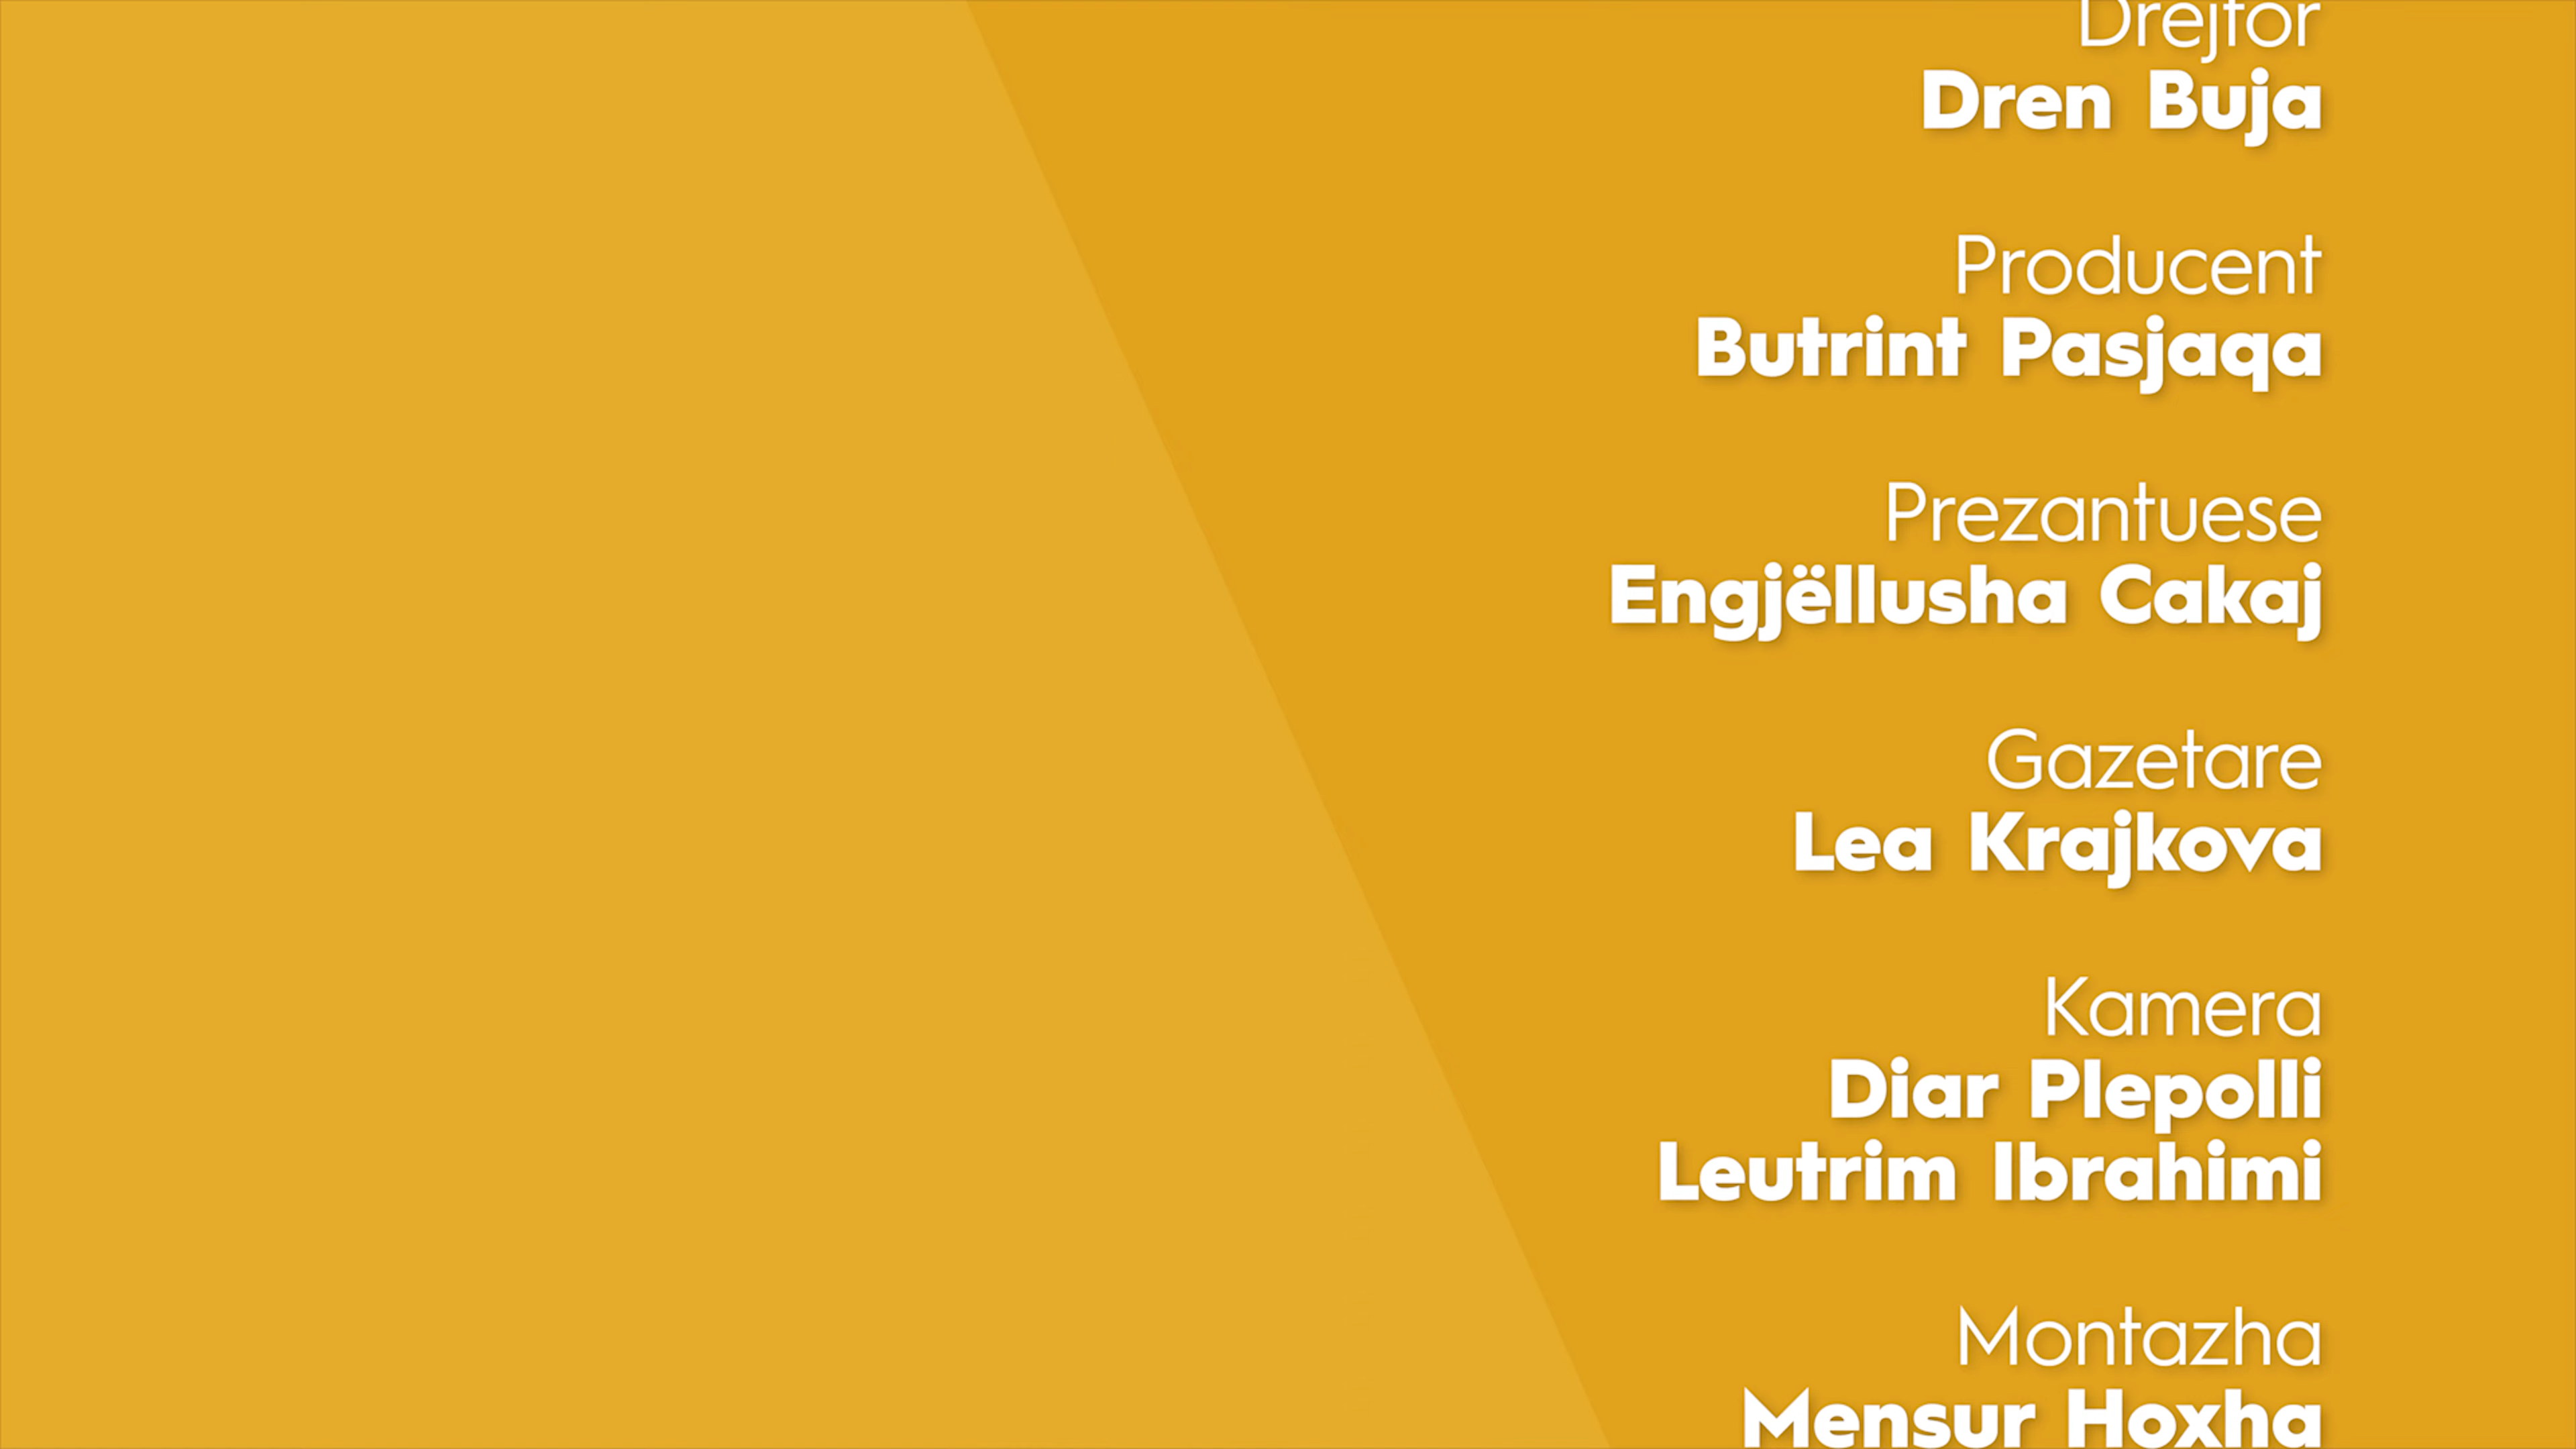 Drejtor
Dren Buja
Producent
Butrint Pasjaqa
Prezantuese
Engjëllusha Cakaj
Gazetare
Lea Krajkova
Kamera
Diar Plepolli
Leutrim Ibrahimi
Montazha
Mensur Hoxha